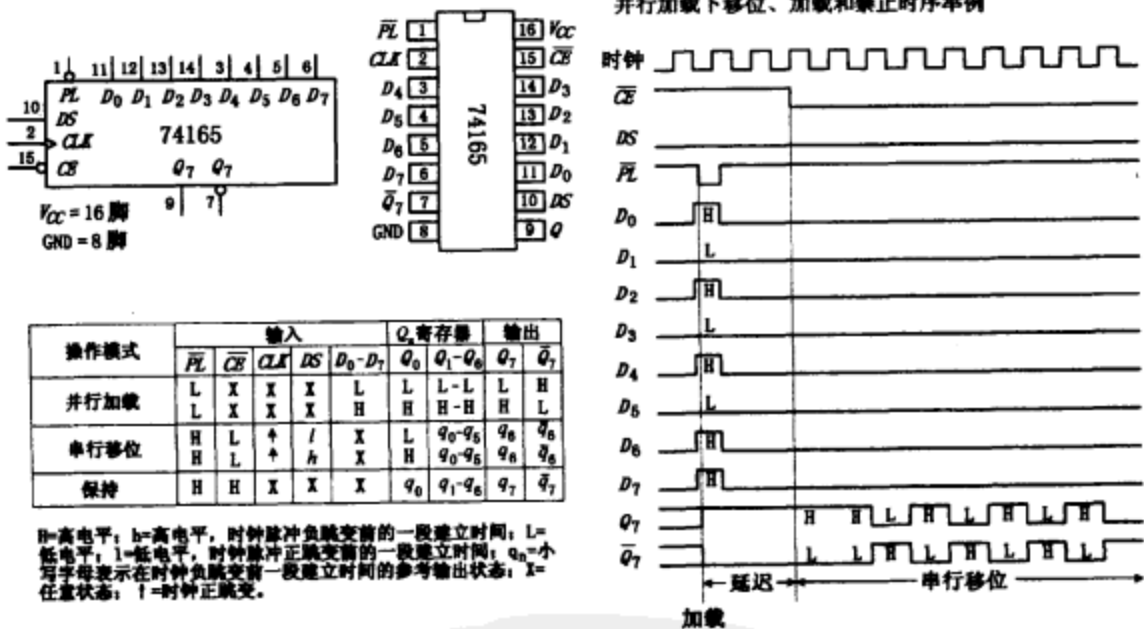 并行加载下移位、加载和禁止时序举例
1 11 12 13 14 3 4 5 6
PL D0 D1 D2 D3 D4 D5 D6 D7
10 DS
2 CLK 74165
15 CE Q7 Q7
9 7
VCC=16 脚
GND=8 脚
PL 1 16 VCC
CLK 2 15 CE
D4 3 14 D3
D5 4 13 D2
D6 5 12 D1
D7 6 11 D0
Q̄7 7 10 DS
GND 8 9 Q
74165
时钟
CE
DS
PL
D0 H
D1 L
D2 H
D3 L
D4 H
D5 L
D6 H
D7 H
Q7 H H L H L H L H
Q̄7 L L H L H L H L
延迟 串行移位
加载
操作模式 输入 Qn寄存器 输出
PL CE CLK DS D0-D7 Q0 Q1-Q6 Q7 Q̄7
并行加载 L X X X L L L-L L H
L X X X H H H-H H L
串行移位 H L ↑ l X L q0-q5 q6 q̄6
H L ↑ h X H q0-q5 q6 q̄6
保持 H H X X X q0 q1-q6 q7 q̄7
H=高电平；h=高电平，时钟脉冲负跳变前的一段建立时间；L=
低电平；l=低电平，时钟脉冲正跳变前的一段建立时间；qn=小
写字母表示在时钟负跳变前一段建立时间的参考输出状态；X=
任意状态；↑=时钟正跳变。